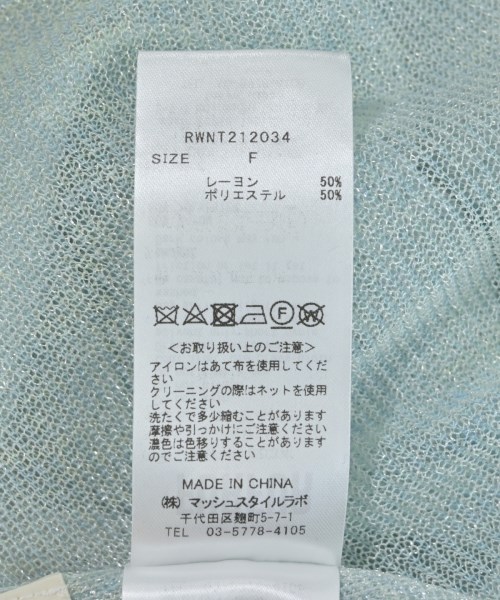 RWNT212034
SIZE F
レーヨン 50%
ポリエステル 50%
F W
<お取り扱い上のご注意>
アイロンはあて布を使用してくださ
い
クリーニングの際はネットを使用くだ
さい
洗たくで多少縮むことがあります
摩擦や引っかけにご注意ください
濃色は色移りすることがあります
のでご注意ください
MADE IN CHINA
(株) マッシュスタイルラボ
千代田区麹町5-7-1
TEL 03-5778-4105